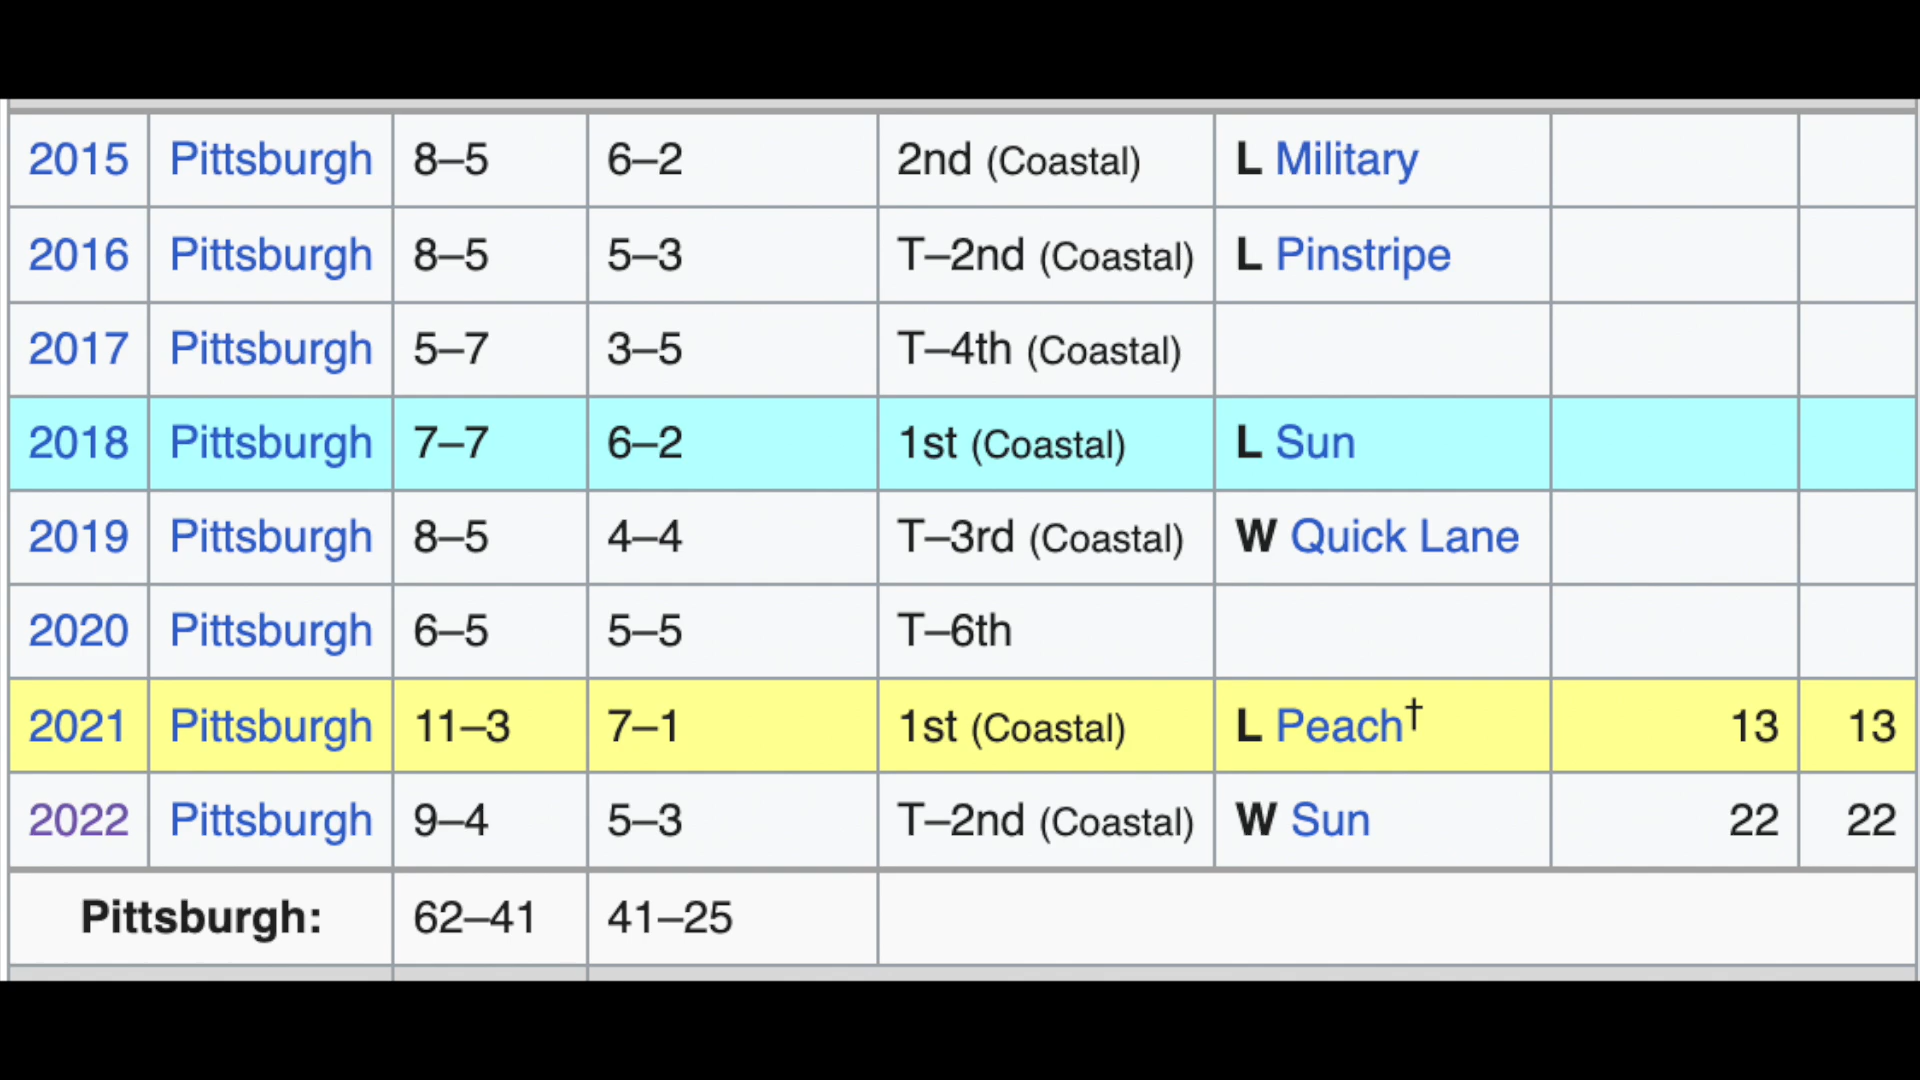 2015 Pittsburgh 8–5 6–2 2nd (Coastal) L Military
2016 Pittsburgh 8–5 5–3 T–2nd (Coastal) L Pinstripe
2017 Pittsburgh 5–7 3–5 T–4th (Coastal)
2018 Pittsburgh 7–7 6–2 1st (Coastal) L Sun
2019 Pittsburgh 8–5 4–4 T–3rd (Coastal) W Quick Lane
2020 Pittsburgh 6–5 5–5 T–6th
2021 Pittsburgh 11–3 7–1 1st (Coastal) L Peach† 13 13
2022 Pittsburgh 9–4 5–3 T–2nd (Coastal) W Sun 22 22
Pittsburgh: 62–41 41–25